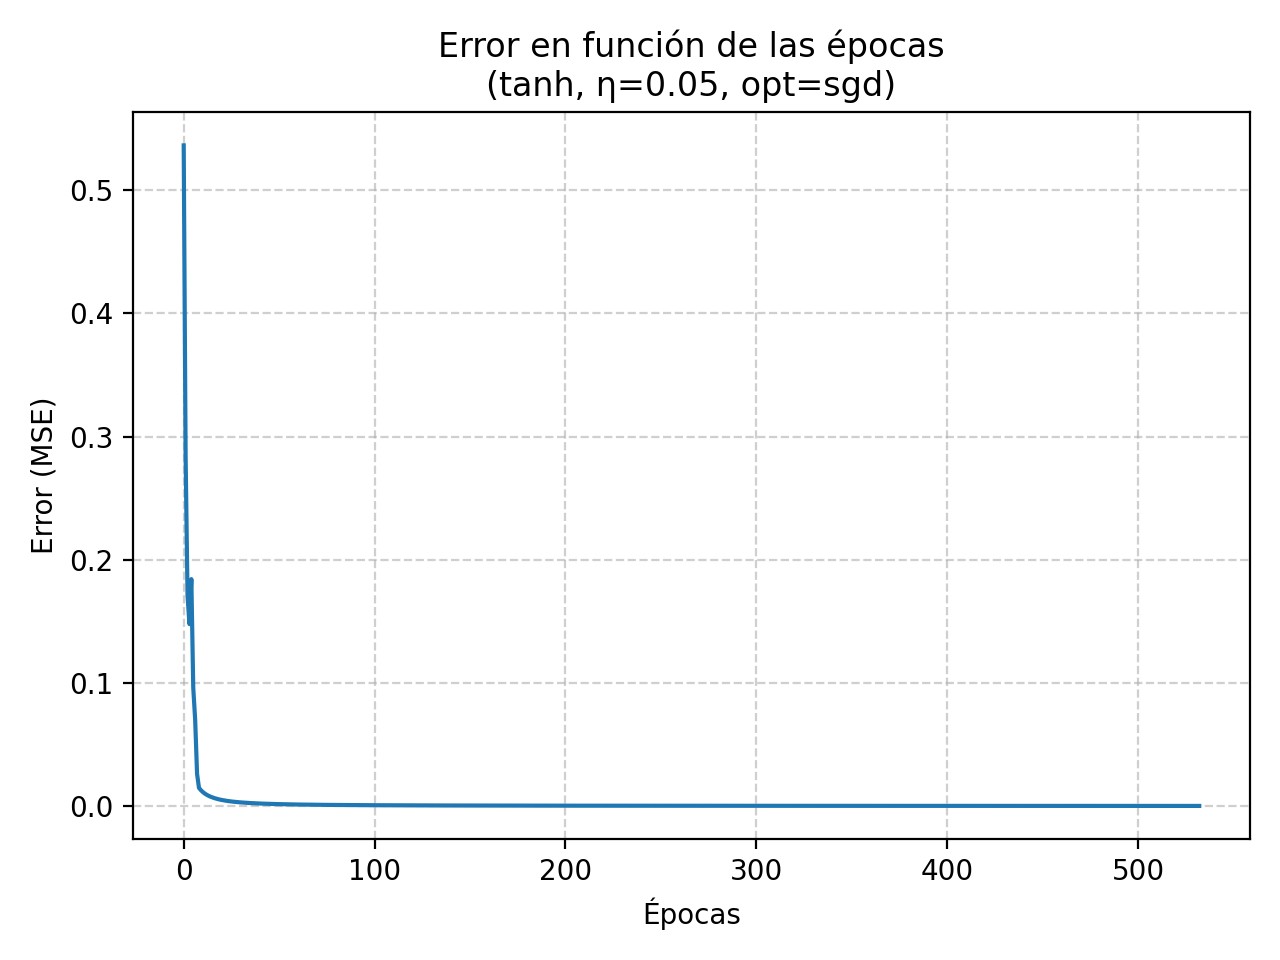 Error en función de las épocas
(tanh, η=0.05, opt=sgd)
Error (MSE)
0.5
0.4
0.3
0.2
0.1
0.0
0 100 200 300 400 500
Épocas